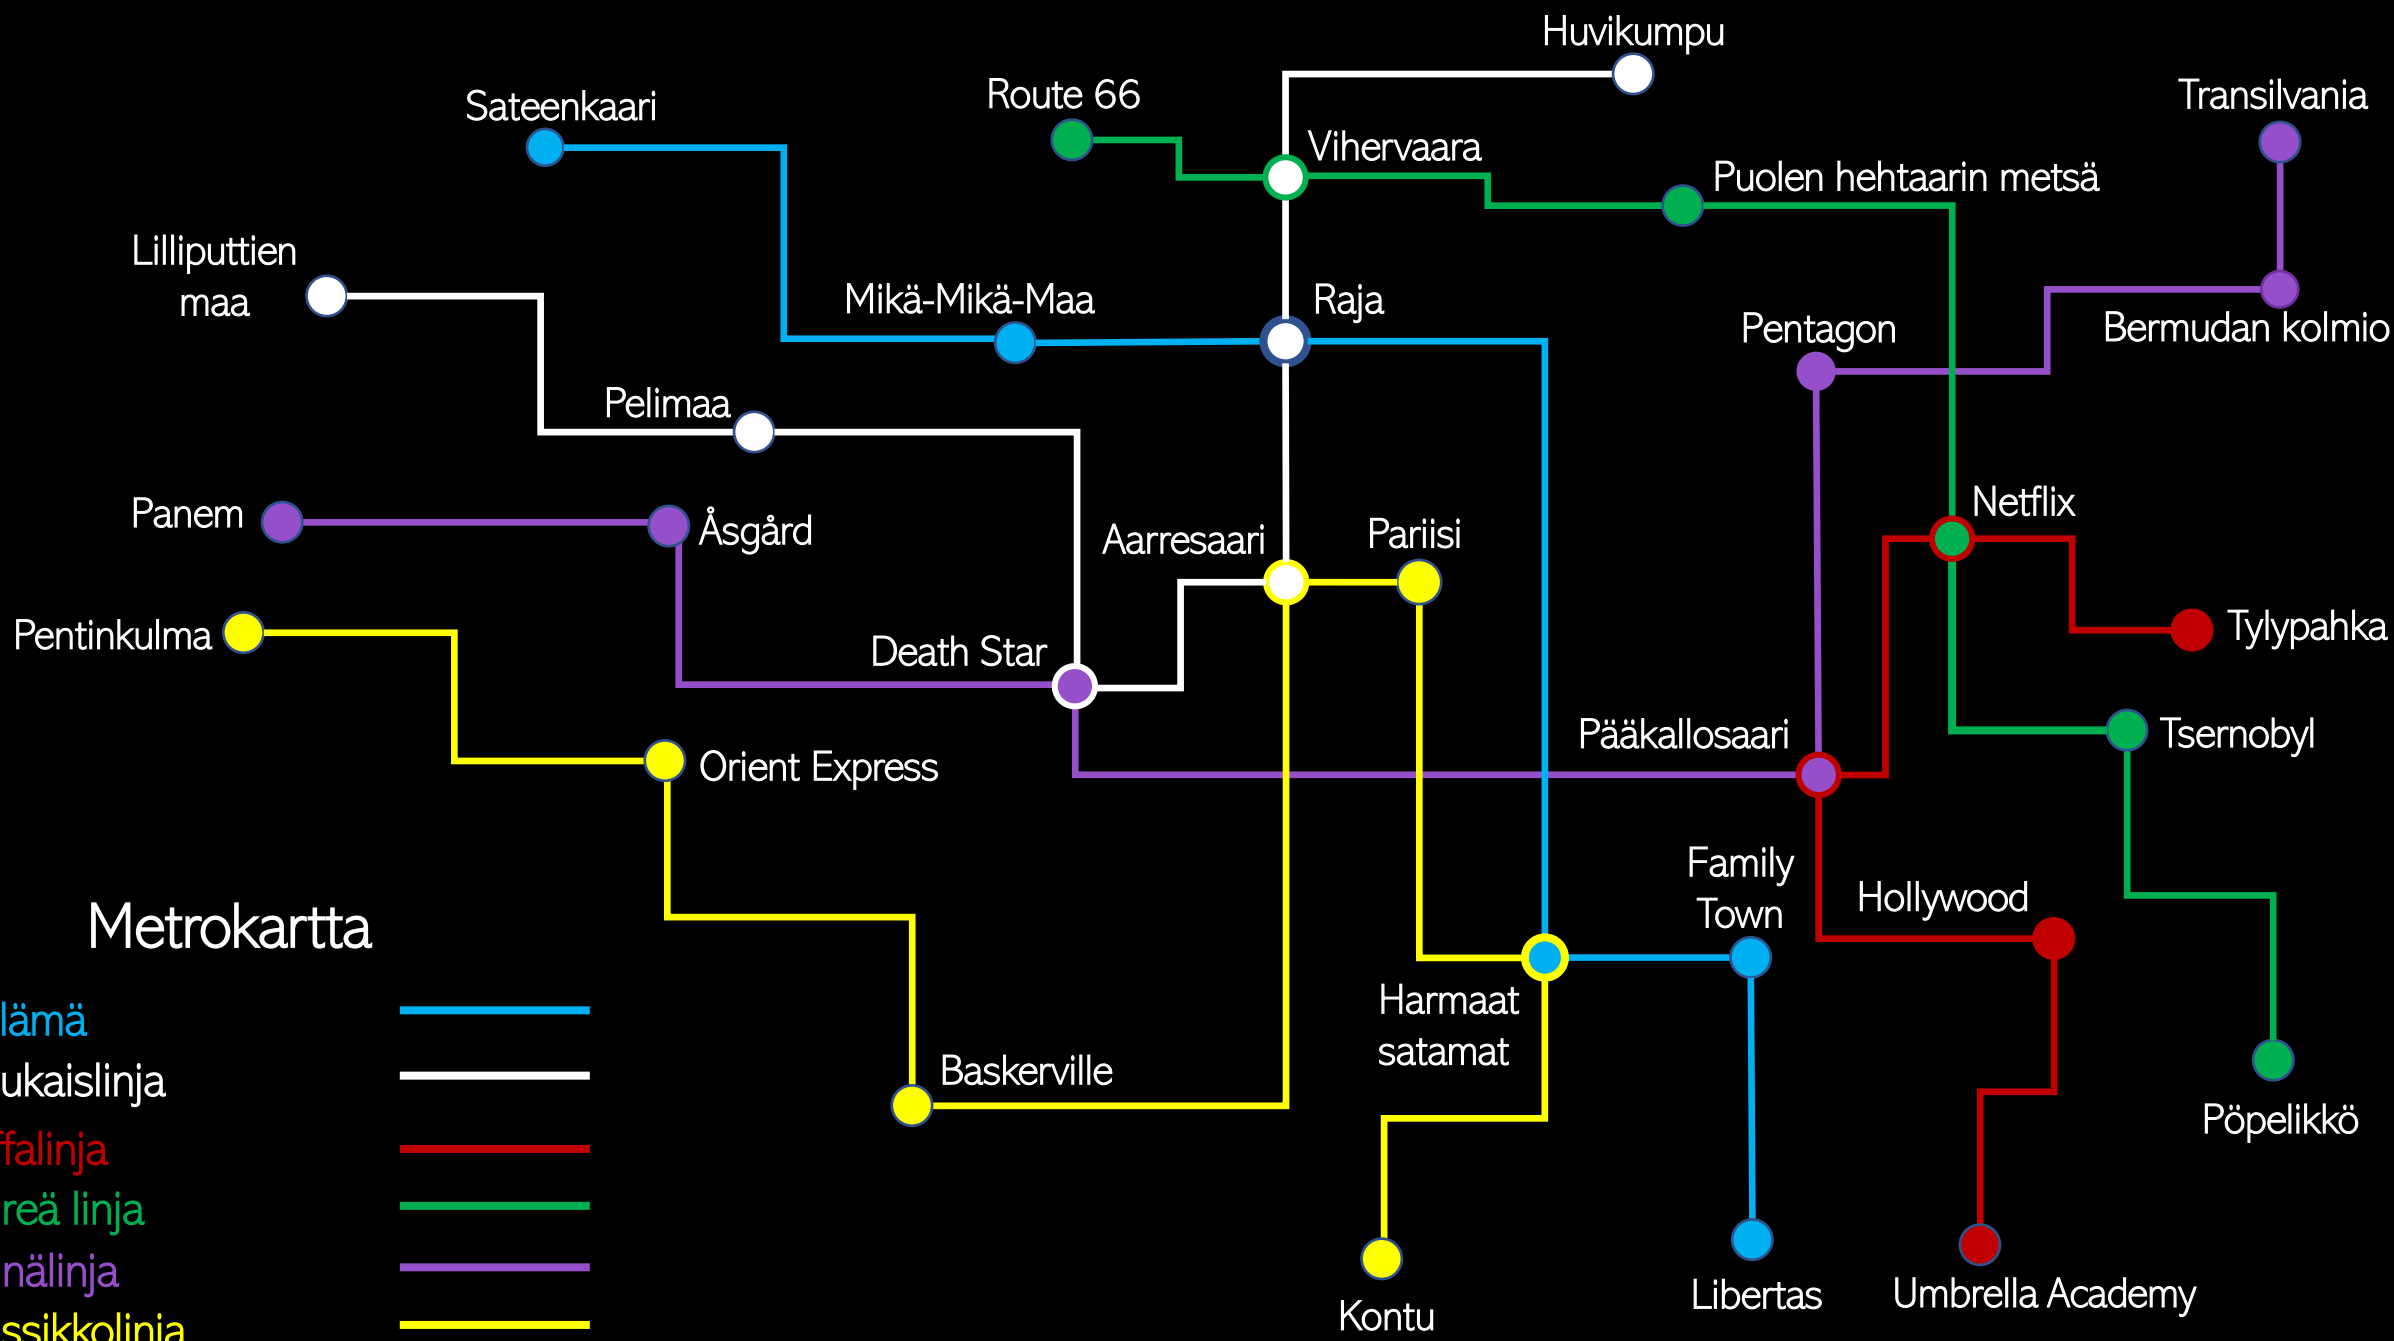 Huvikumpu
Route 66
Transilvania
Sateenkaari
Vihervaara
Puolen hehtaarin metsä
Lilliputtien
maa
Mikä-Mikä-Maa
Raja
Pentagon
Bermudan kolmio
Pelimaa
Netflix
Panem
Åsgård
Aarresaari
Pariisi
Pentinkulma
Death Star
Tylypahka
Pääkallosaari
Tsernobyl
Orient Express
Family
Town
Hollywood
Metrokartta
Harmaat
satamat
lämä
Baskerville
ukaislinja
Pöpelikkö
falinja
reä linja
nälinja
Libertas
Umbrella Academy
Kontu
ssikkolinja